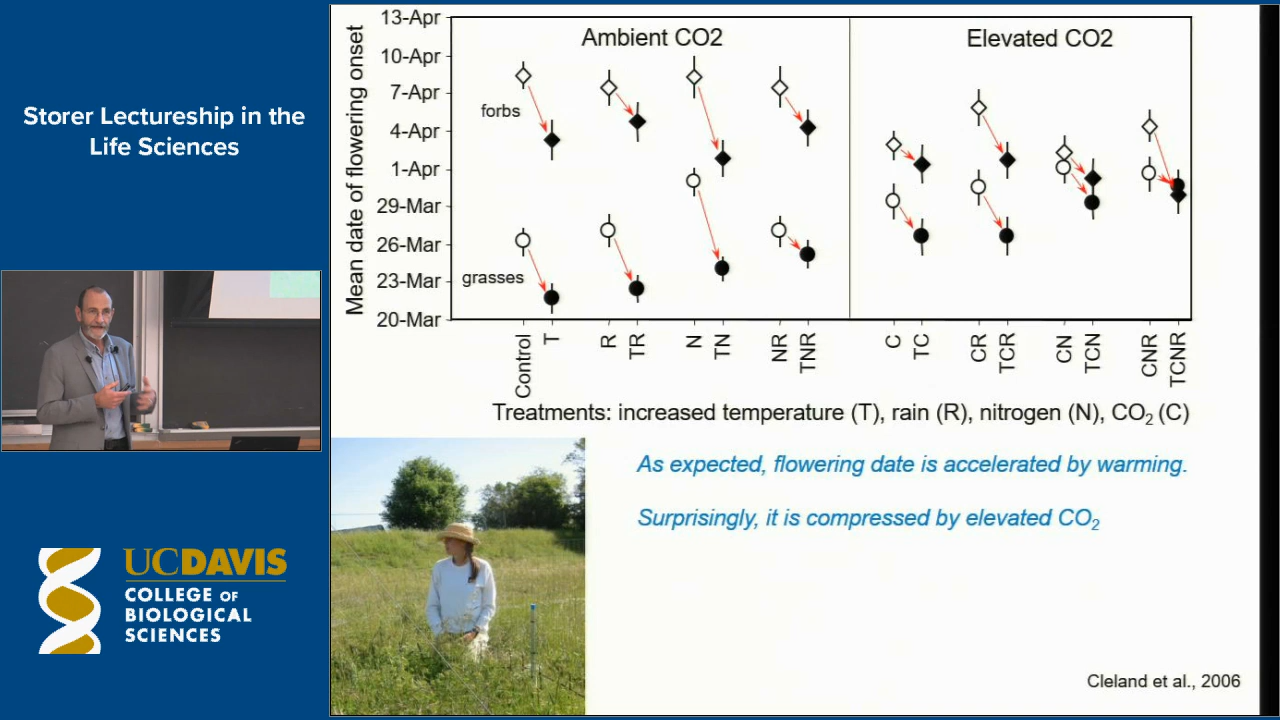 Storer Lectureship in the
Life Sciences
UCDAVIS
COLLEGE OF
BIOLOGICAL
SCIENCES
Mean date of flowering onset
13-Apr
10-Apr
7-Apr
4-Apr
1-Apr
29-Mar
26-Mar
23-Mar
20-Mar
Ambient CO2
Elevated CO2
forbs
grasses
Control
T
R
TR
N
TN
NR
TNR
C
TC
CR
TCR
CN
TCN
CNR
TCNR
Treatments: increased temperature (T), rain (R), nitrogen (N), CO₂ (C)
As expected, flowering date is accelerated by warming.
Surprisingly, it is compressed by elevated CO₂
Cleland et al., 2006